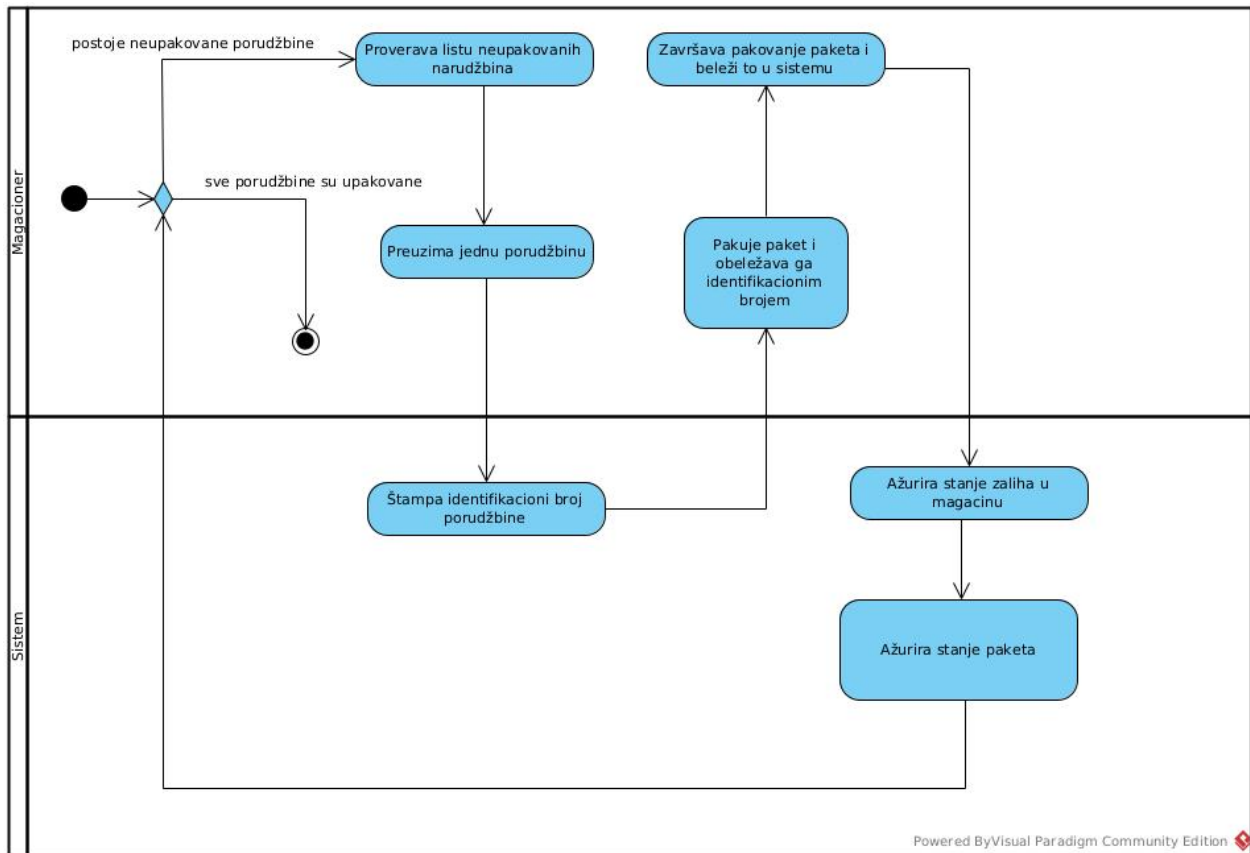 Magacioner
postoje neupakovane porudžbine
Proverava listu neupakovanih
narudžbina
Završava pakovanje paketa i
beleži to u sistemu
sve porudžbine su upakovane
Preuzima jednu porudžbinu
Pakuje paket i
obeležava ga
identifikacionim
brojem
Sistem
Štampa identifikacioni broj
porudžbine
Ažurira stanje zaliha u
magacinu
Ažurira stanje paketa
Powered ByVisual Paradigm Community Edition